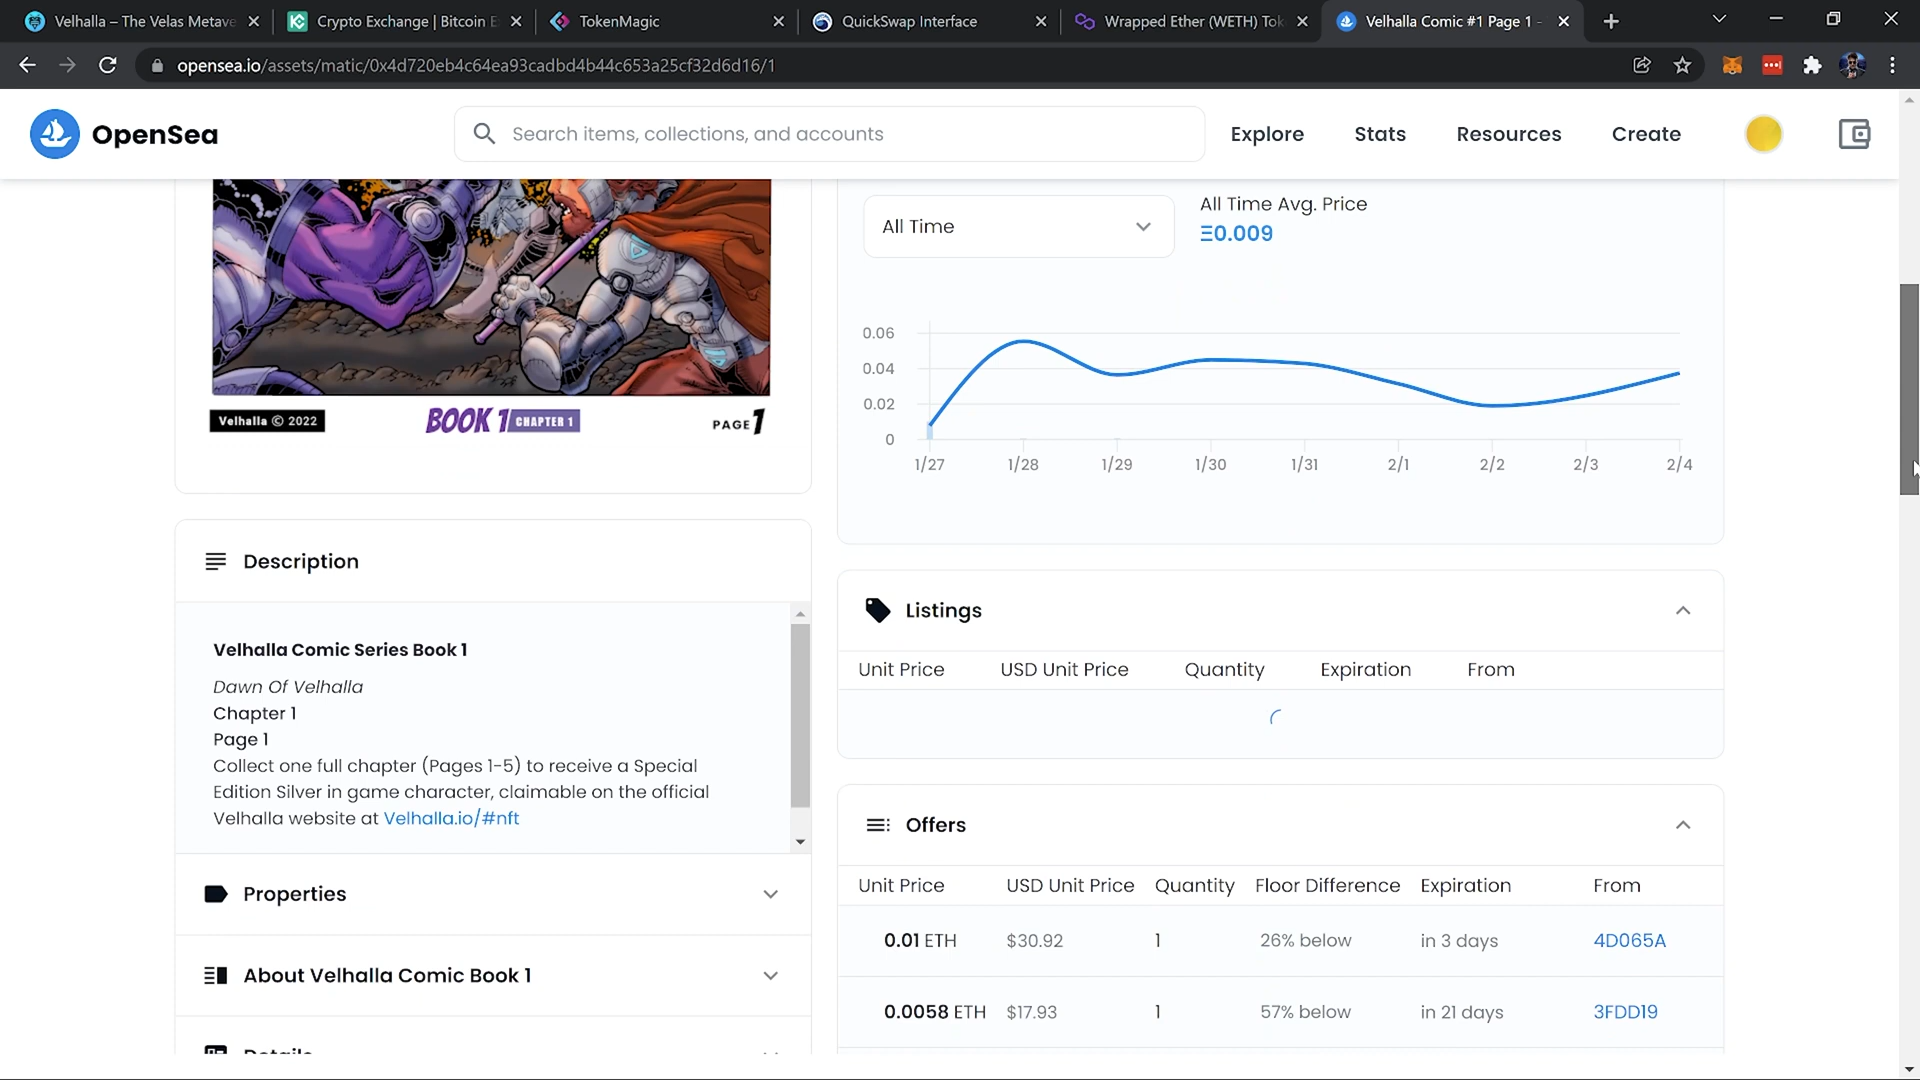 Velhalla – The Velas Metave
Crypto Exchange | Bitcoin E
TokenMagic
QuickSwap Interface
Wrapped Ether (WETH) Tok
Velhalla Comic #1 Page 1 -
opensea.io/assets/matic/0x4d720eb4c64ea93cadbd4b44c653a25cf32d6d16/1
OpenSea
Search items, collections, and accounts
Explore
Stats
Resources
Create
Velhalla © 2022
BOOK 1 CHAPTER 1
PAGE 1
Description
Velhalla Comic Series Book 1
Dawn Of Velhalla
Chapter 1
Page 1
Collect one full chapter (Pages 1-5) to receive a Special
Edition Silver in game character, claimable on the official
Velhalla website at Velhalla.io/#nft
Properties
About Velhalla Comic Book 1
Details
All Time
All Time Avg. Price
Ξ0.009
0.06
0.04
0.02
0
1/27 1/28 1/29 1/30 1/31 2/1 2/2 2/3 2/4
Listings
Unit Price USD Unit Price Quantity Expiration From
Offers
Unit Price USD Unit Price Quantity Floor Difference Expiration From
0.01 ETH $30.92 1 26% below in 3 days 4D065A
0.0058 ETH $17.93 1 57% below in 21 days 3FDD19